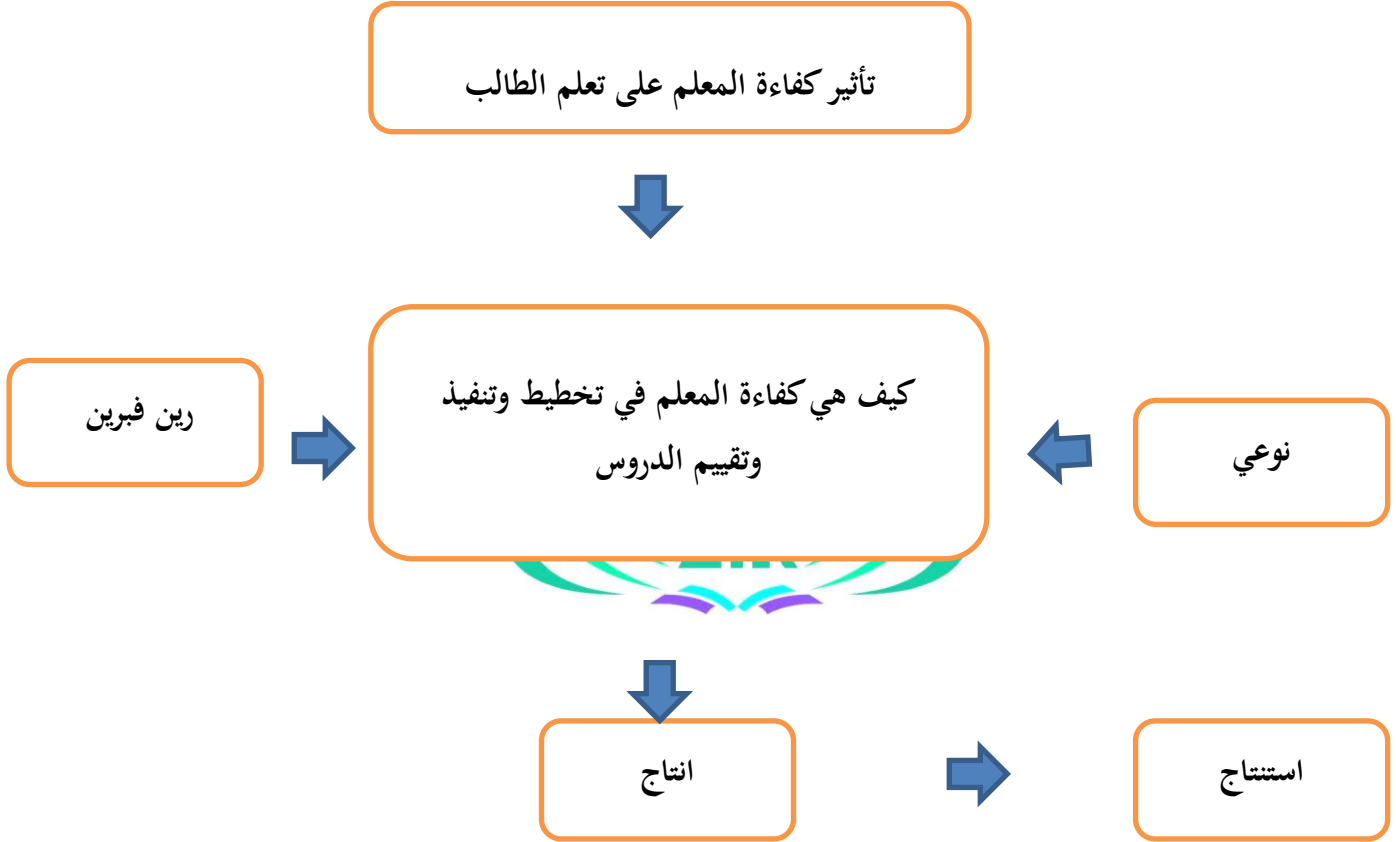 تأثير كفاءة المعلم على تعلم الطالب
كيف هي كفاءة المعلم في تخطيط وتنفيذ
وتقييم الدروس
رين فبرين
نوعي
انتاج
استنتاج